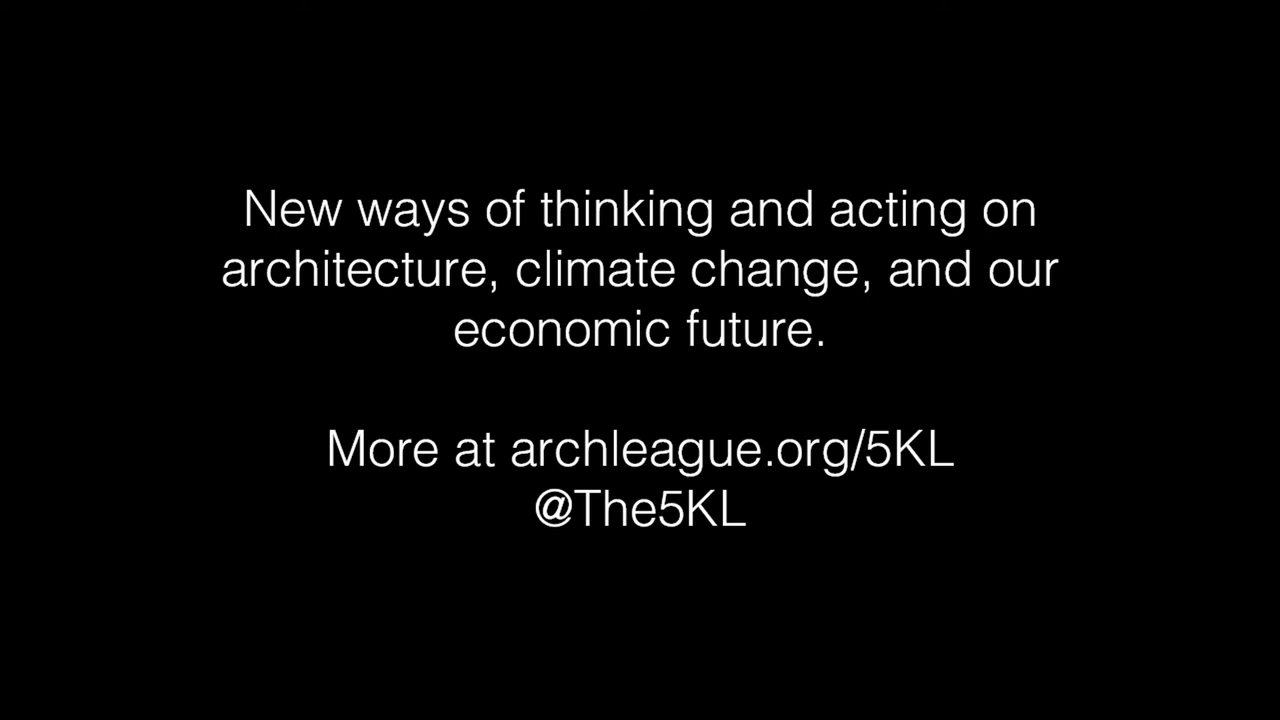 New ways of thinking and acting on
architecture, climate change, and our
economic future.
More at archleague.org/5KL
@The5KL